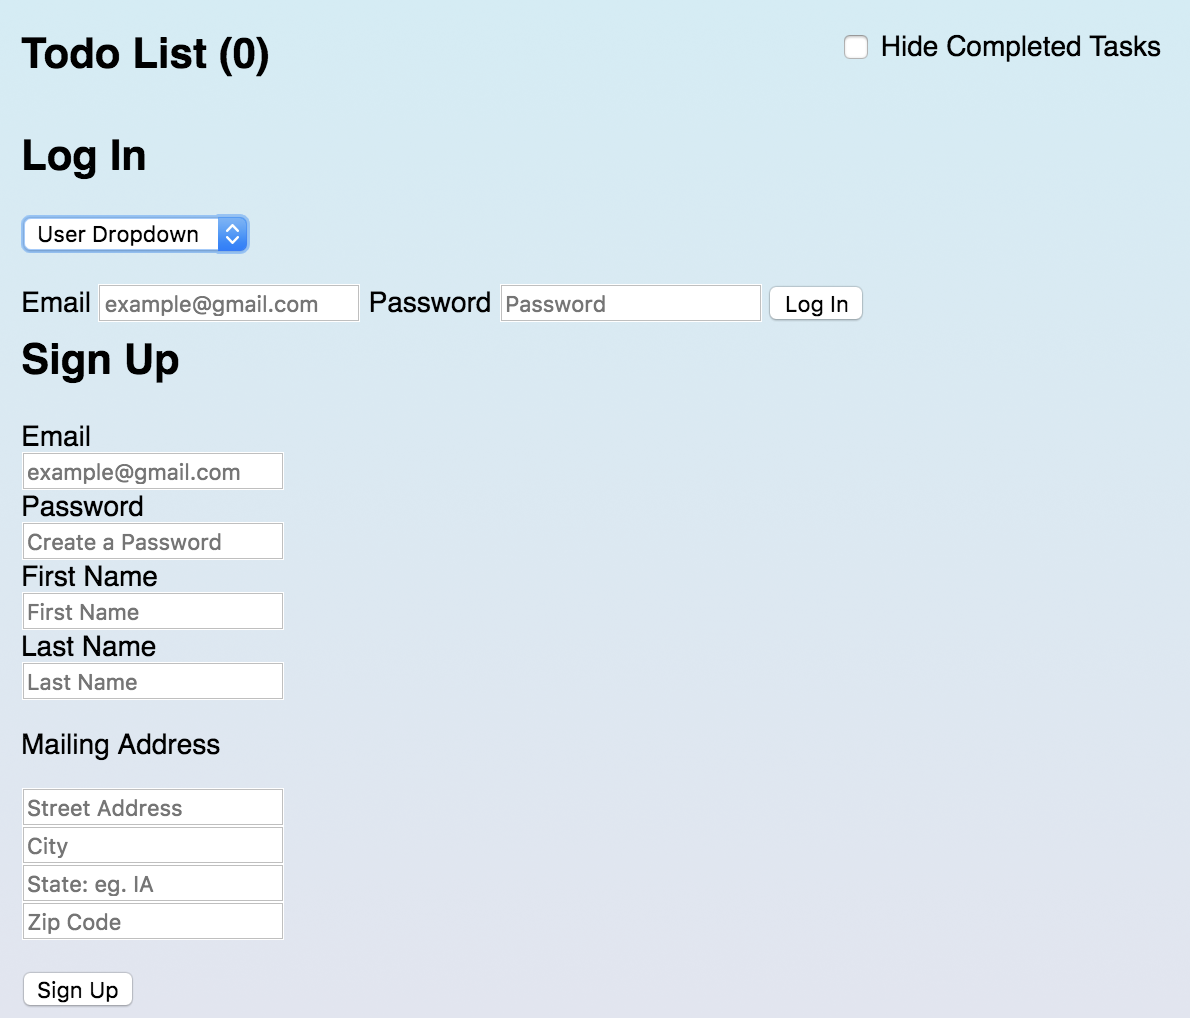 Todo List (0)
Hide Completed Tasks
Log In
User Dropdown
Email example@gmail.com Password Password Log In
Sign Up
Email
example@gmail.com
Password
Create a Password
First Name
First Name
Last Name
Last Name
Mailing Address
Street Address
City
State: eg. IA
Zip Code
Sign Up